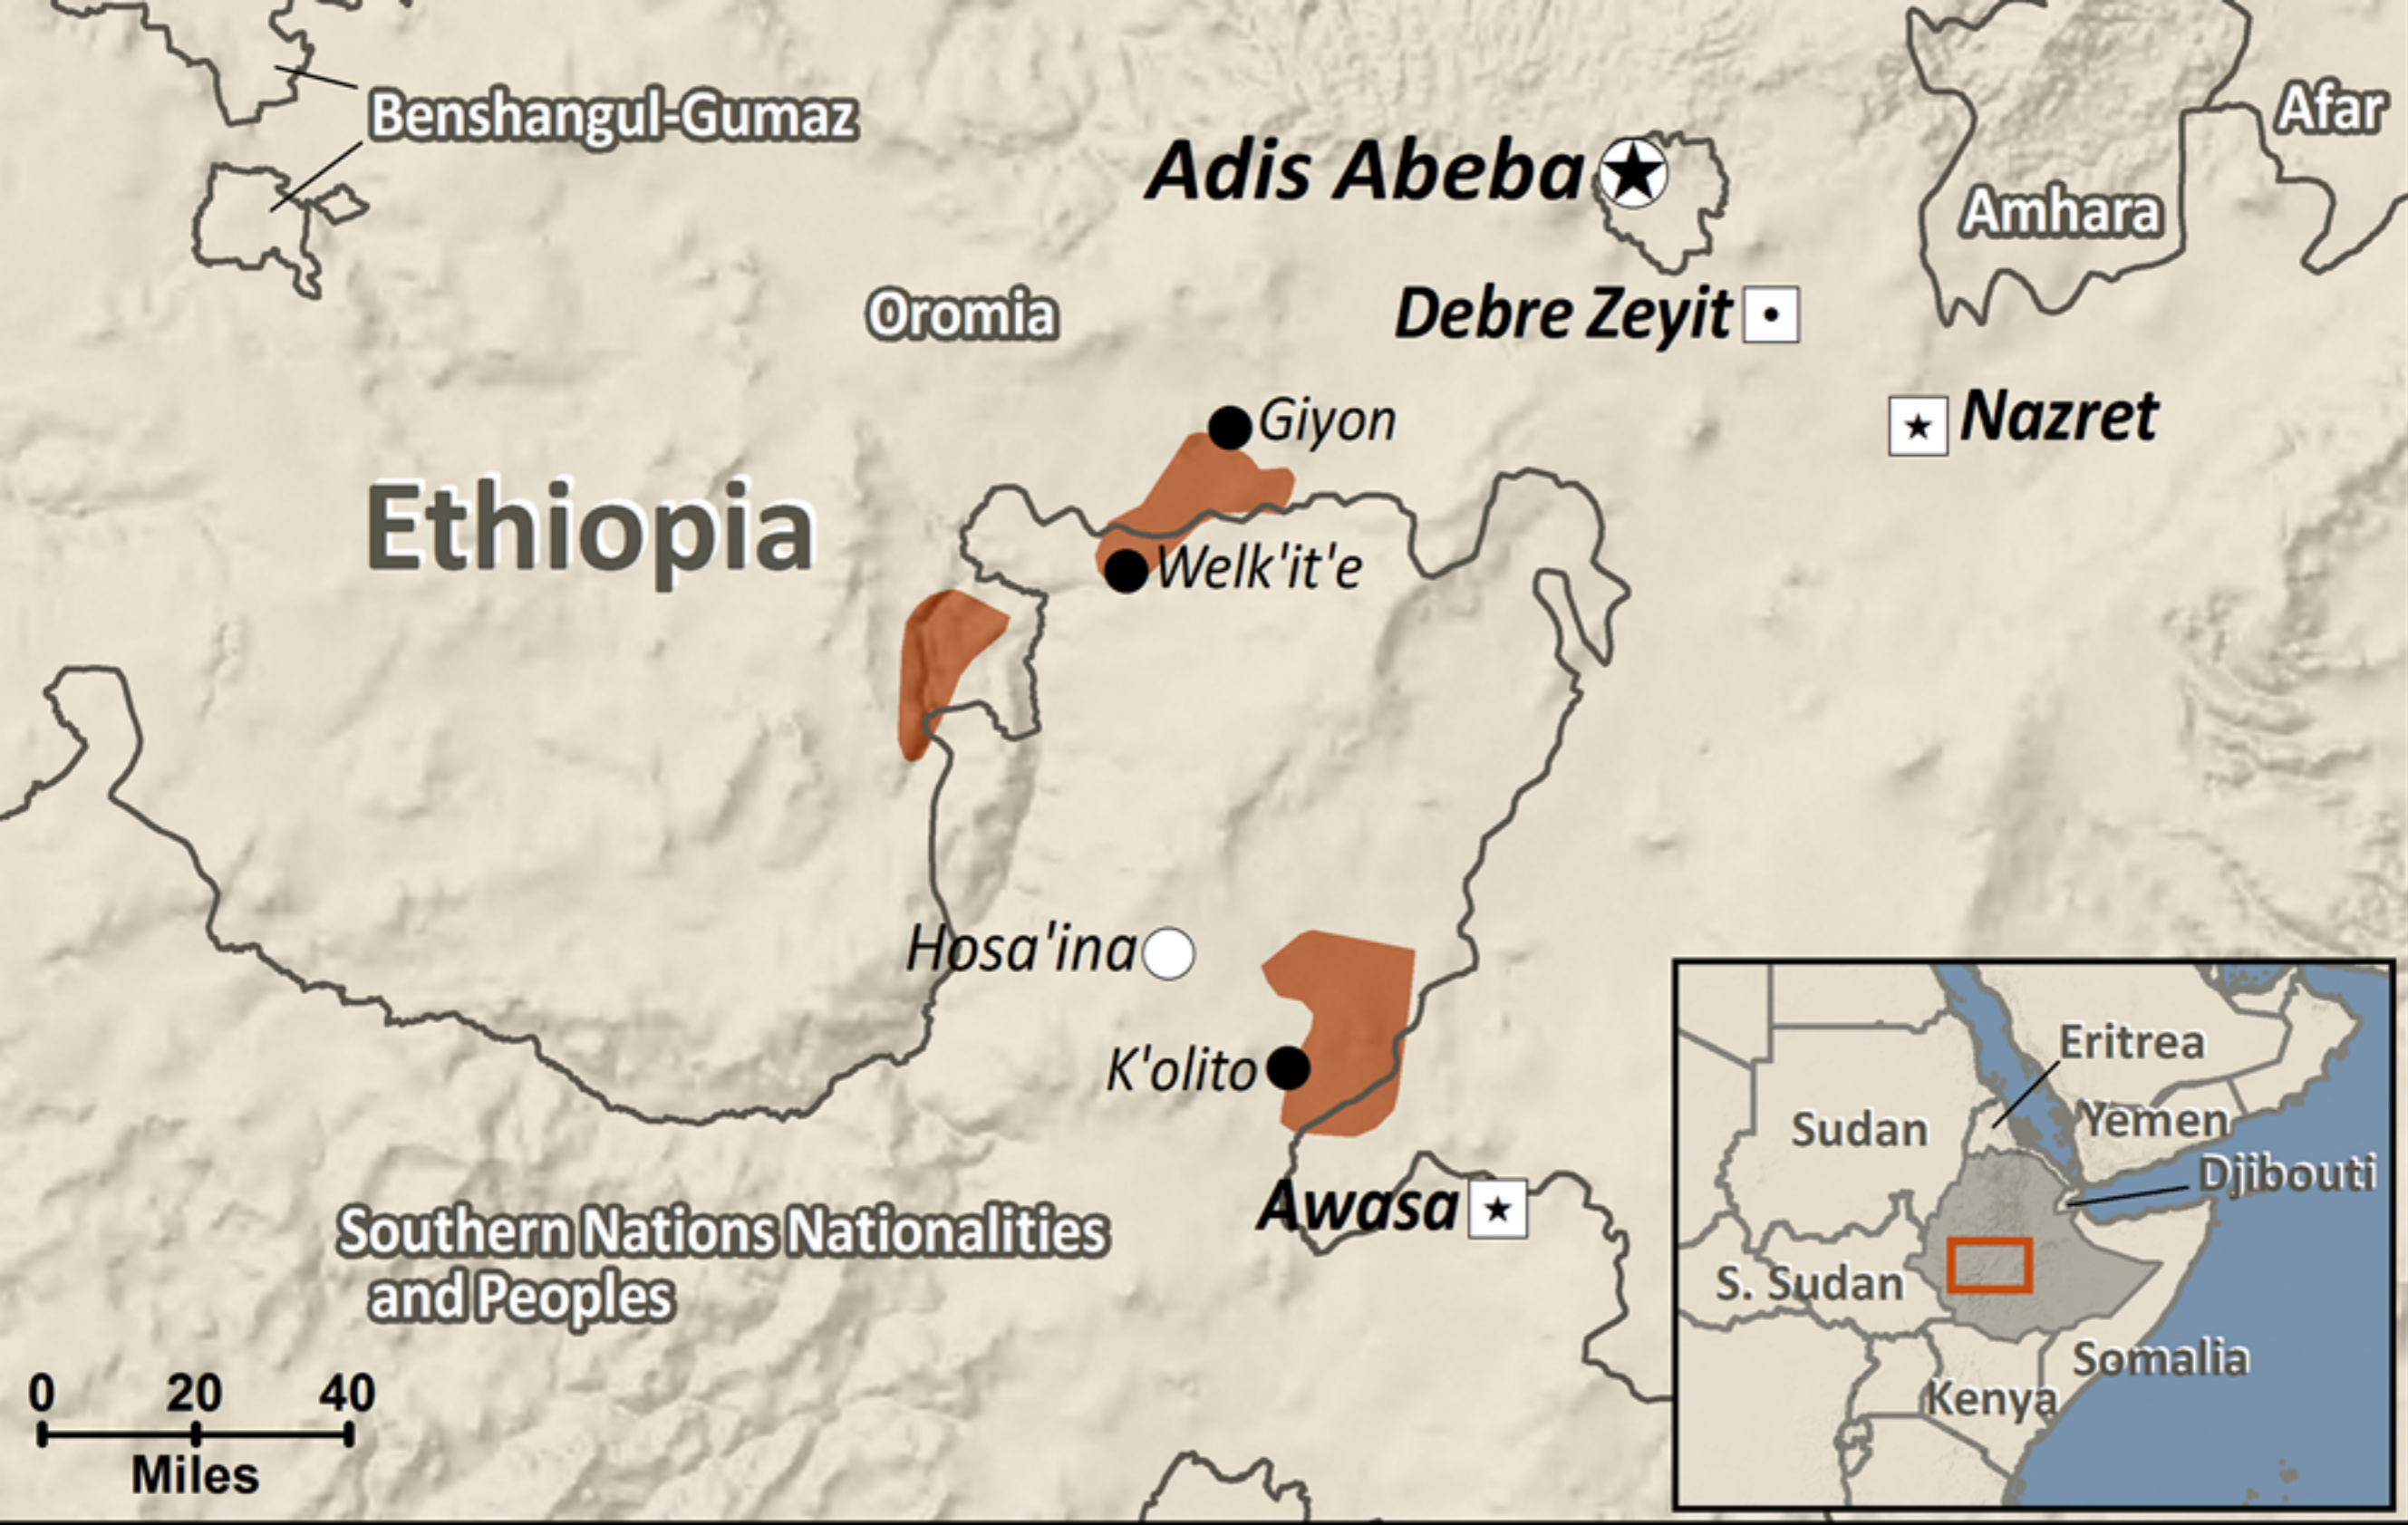 Benshangul-Gumaz
Afar
Adis Abeba
Amhara
Oromia
Debre Zeyit
Giyon
Nazret
Ethiopia
Welk'it'e
Hosa'ina
K'olito
Awasa
Southern Nations Nationalities
and Peoples
0 20 40
Miles
Eritrea
Sudan
Yemen
Djibouti
S. Sudan
Somalia
Kenya